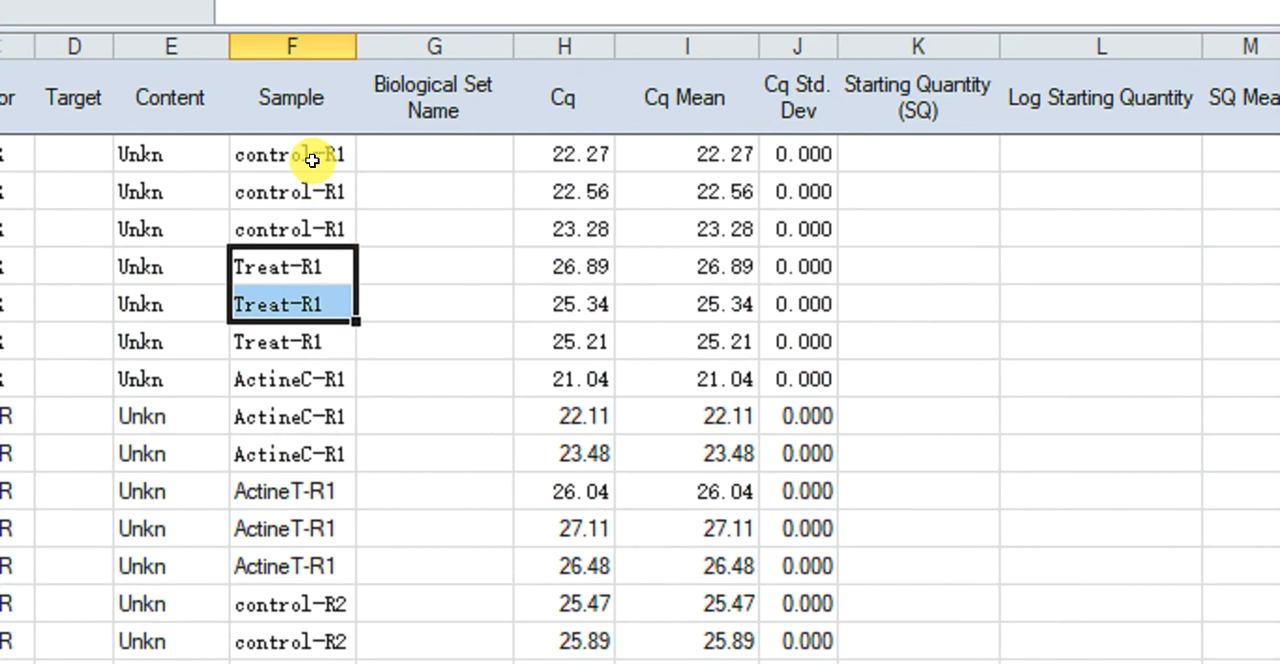 D E F G H I J K L M
or Target Content Sample Biological Set Name Cq Cq Mean Cq Std. Dev Starting Quantity (SQ) Log Starting Quantity SQ Mea
Unkn control-R1 22.27 22.27 0.000
Unkn control-R1 22.56 22.56 0.000
Unkn control-R1 23.28 23.28 0.000
Unkn Treat-R1 26.89 26.89 0.000
Unkn Treat-R1 25.34 25.34 0.000
Unkn Treat-R1 25.21 25.21 0.000
Unkn ActineC-R1 21.04 21.04 0.000
R Unkn ActineC-R1 22.11 22.11 0.000
R Unkn ActineC-R1 23.48 23.48 0.000
R Unkn ActineT-R1 26.04 26.04 0.000
R Unkn ActineT-R1 27.11 27.11 0.000
R Unkn ActineT-R1 26.48 26.48 0.000
R Unkn control-R2 25.47 25.47 0.000
R Unkn control-R2 25.89 25.89 0.000